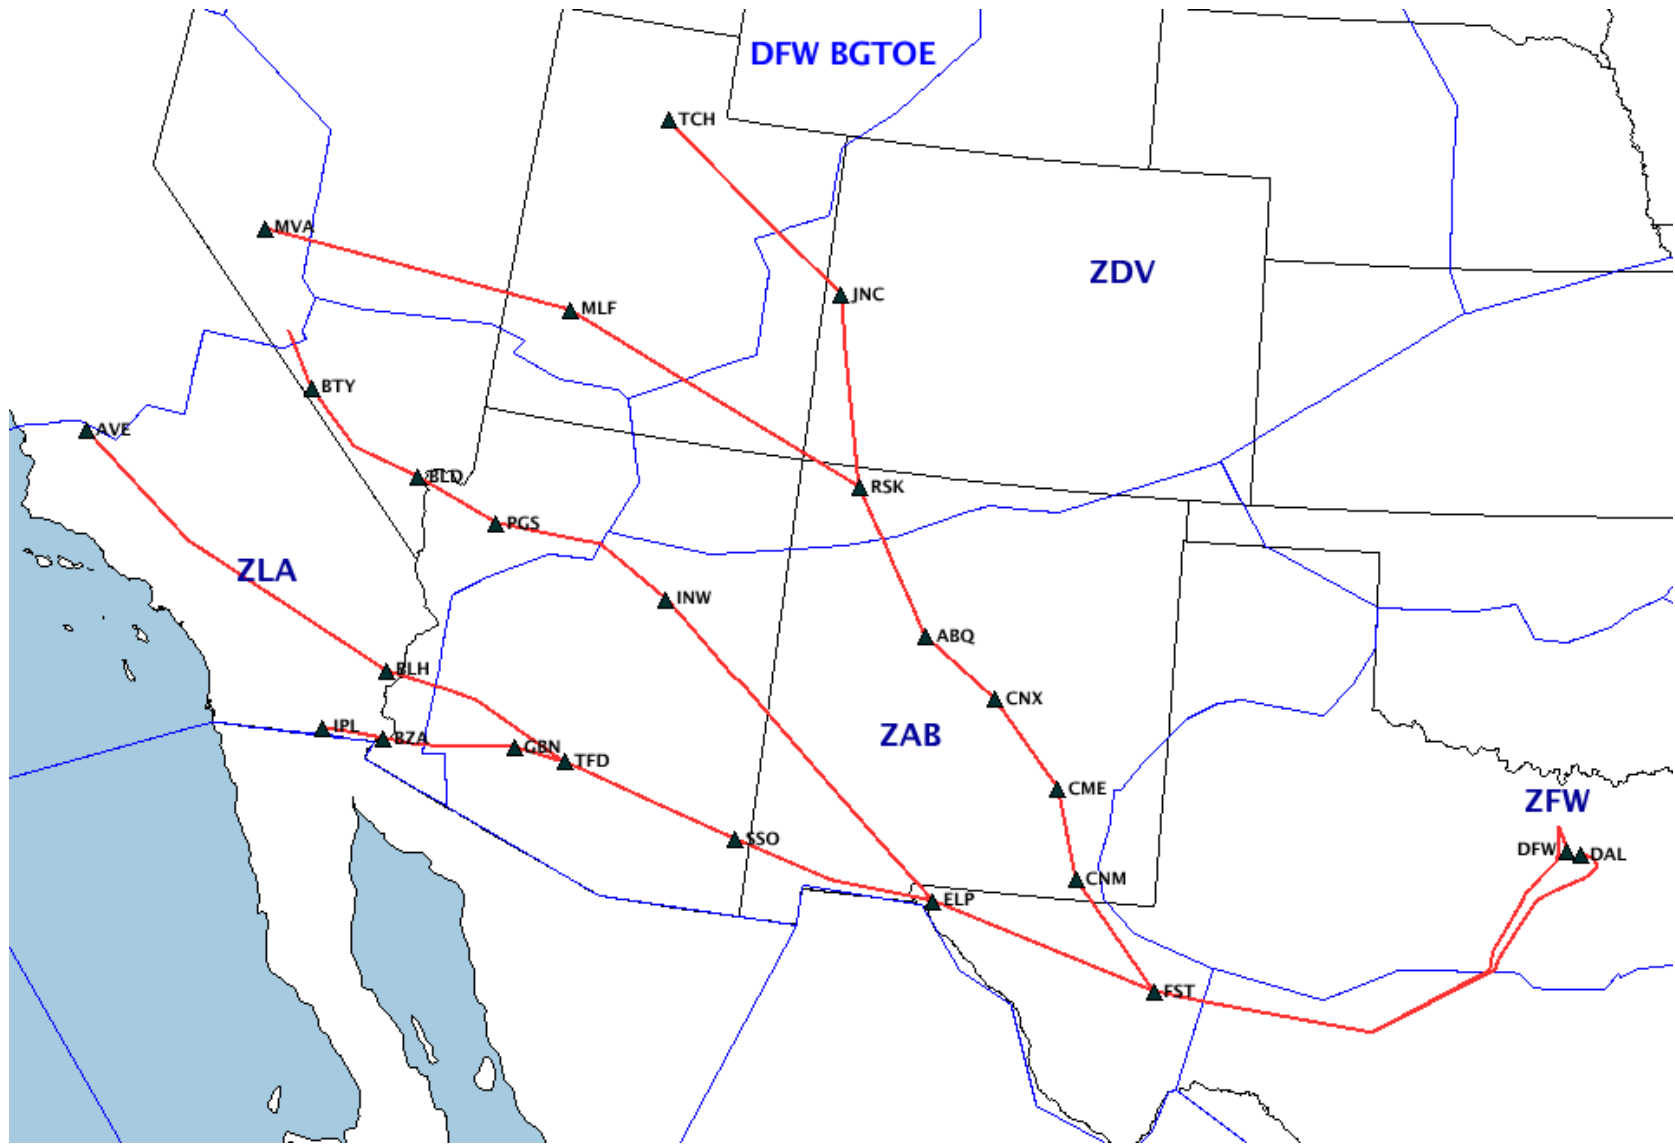 DFW BGTOE
TCH
MVA
ZDV
JNC
MLF
BTY
AVE
BLD
RSK
PGS
ZLA
INW
ABQ
BLH
CNX
IPL
BZA
GBN
TFD
ZAB
CME
ZFW
SSO
DFW
DAL
CNM
ELP
FST